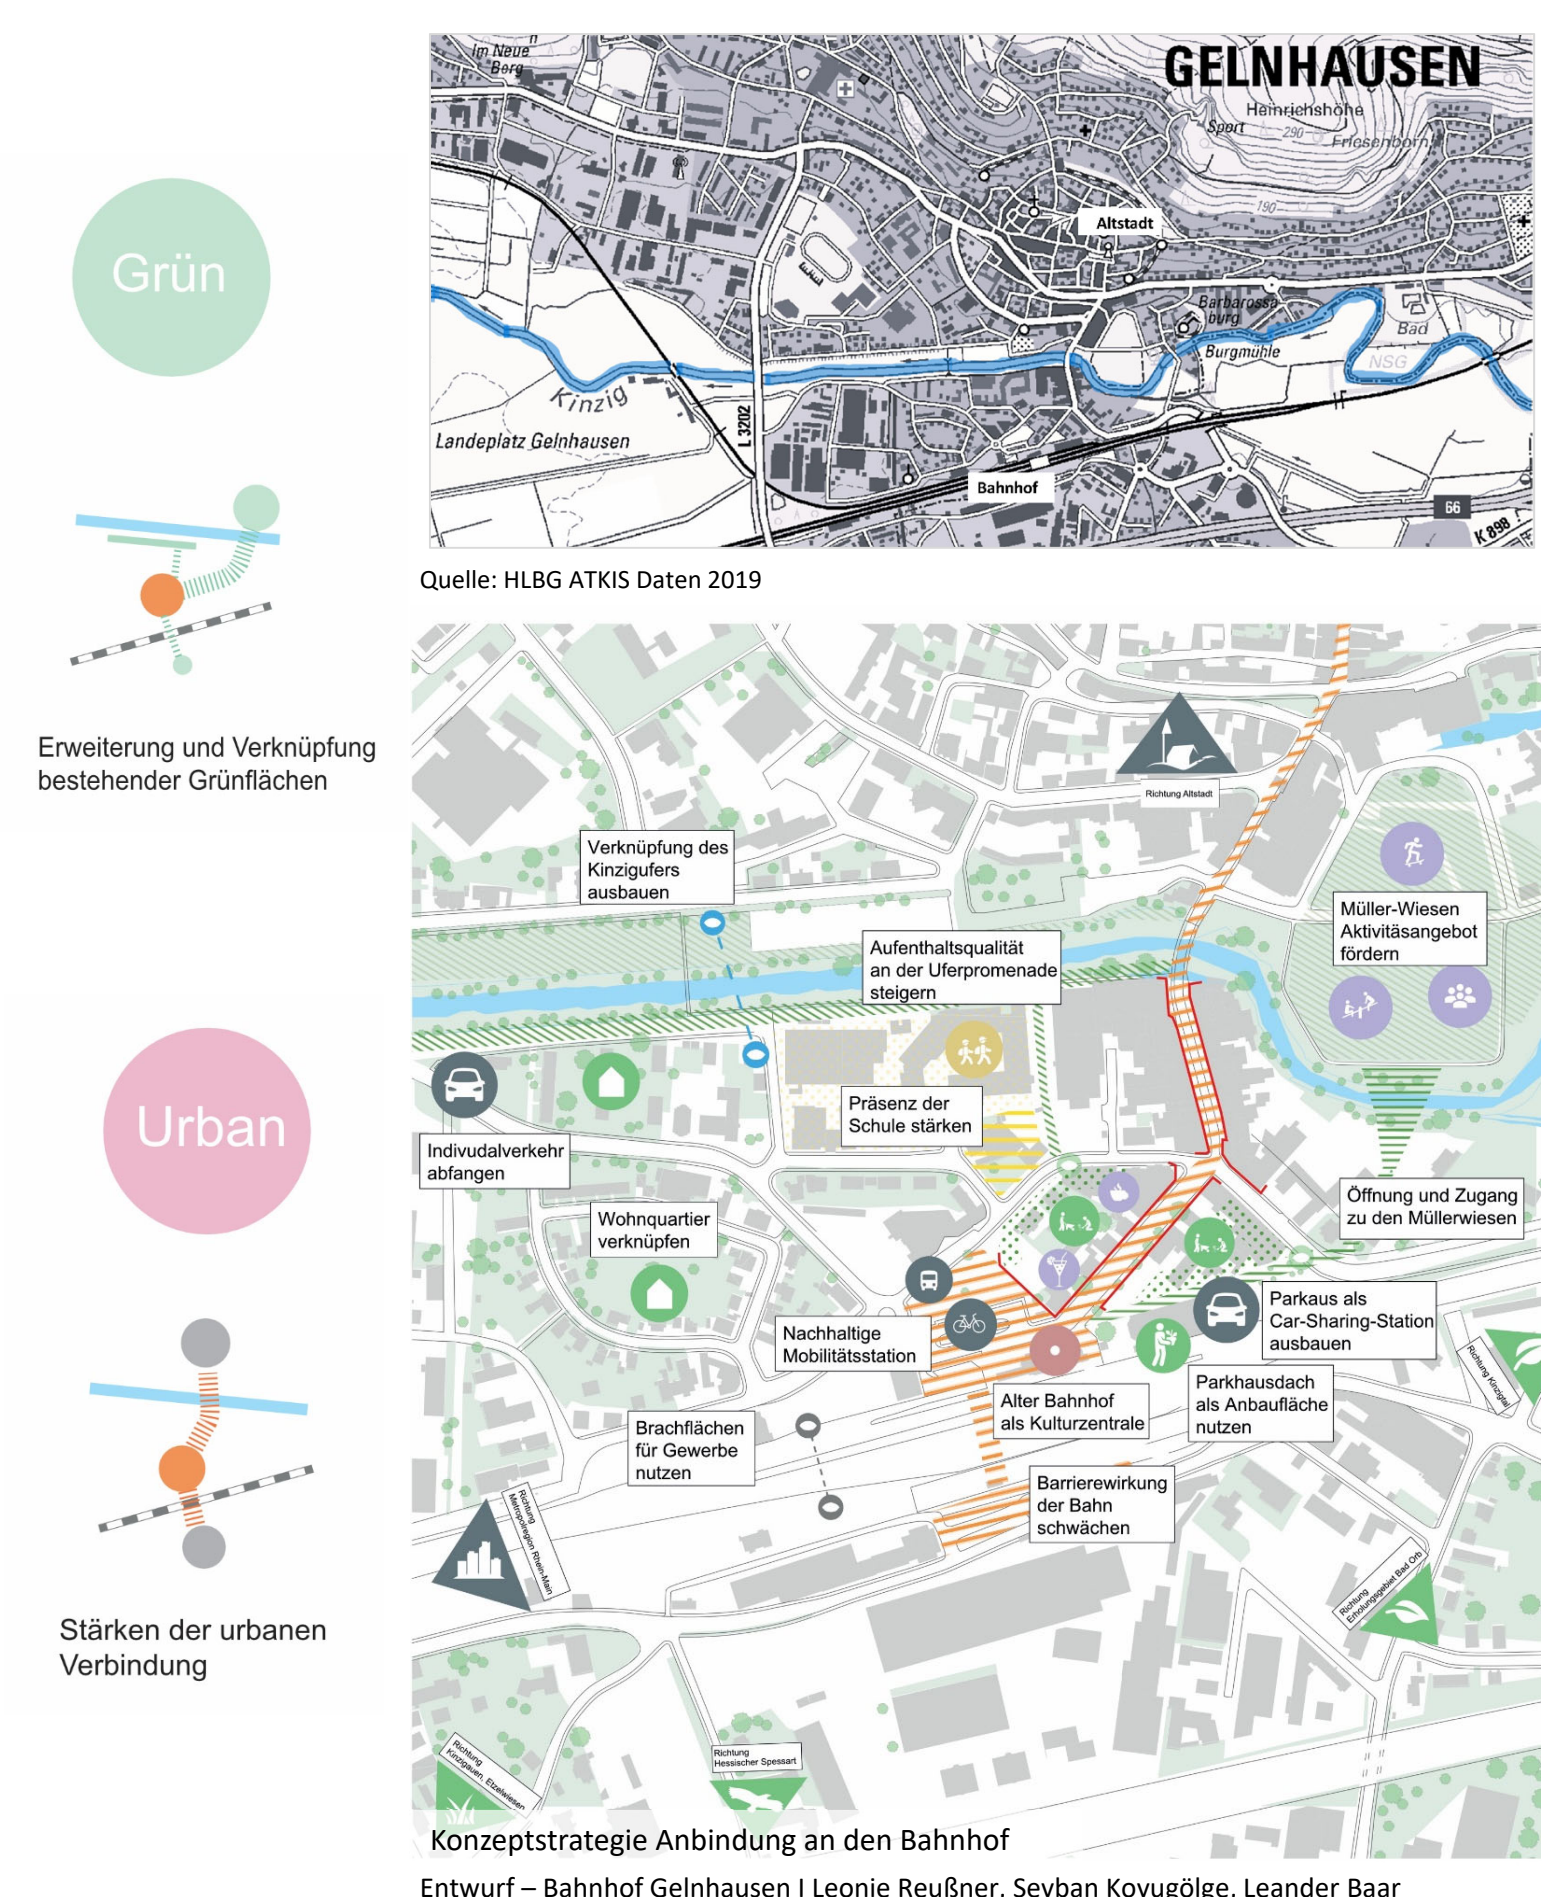 GELNHAUSEN
Im Neue
Berg
Heinrichshöhe
Sport
290
Friesenborn
190
Altstadt
Barbarossa
burg
Bad
Burgmühle
NSG
Kinzig
L 3202
Landeplatz Gelnhausen
Bahnhof
66
K 898
Quelle: HLBG ATKIS Daten 2019
Grün
Erweiterung und Verknüpfung
bestehender Grünflächen
Urban
Stärken der urbanen
Verbindung
Richtung Altstadt
Verknüpfung des
Kinzigufers
ausbauen
Müller-Wiesen
Aktivitäsangebot
fördern
Aufenthaltsqualität
an der Uferpromenade
steigern
Präsenz der
Schule stärken
Indivudalverkehr
abfangen
Öffnung und Zugang
zu den Müllerwiesen
Wohnquartier
verknüpfen
Parkaus als
Car-Sharing-Station
ausbauen
Nachhaltige
Mobilitätsstation
Richtung Kinzigtal
Parkhausdach
als Anbaufläche
nutzen
Alter Bahnhof
als Kulturzentrale
Brachflächen
für Gewerbe
nutzen
Barrierewirkung
der Bahn
schwächen
Richtung
Metropolregion Rhein-Main
Richtung
Erholungsgebiet Bad Orb
Richtung
Kinzigauen, Etzelwiesen
Richtung
Hessischer Spessart
Konzeptstrategie Anbindung an den Bahnhof
Entwurf – Bahnhof Gelnhausen I Leonie Reußner, Seyban Koyugölge, Leander Baar